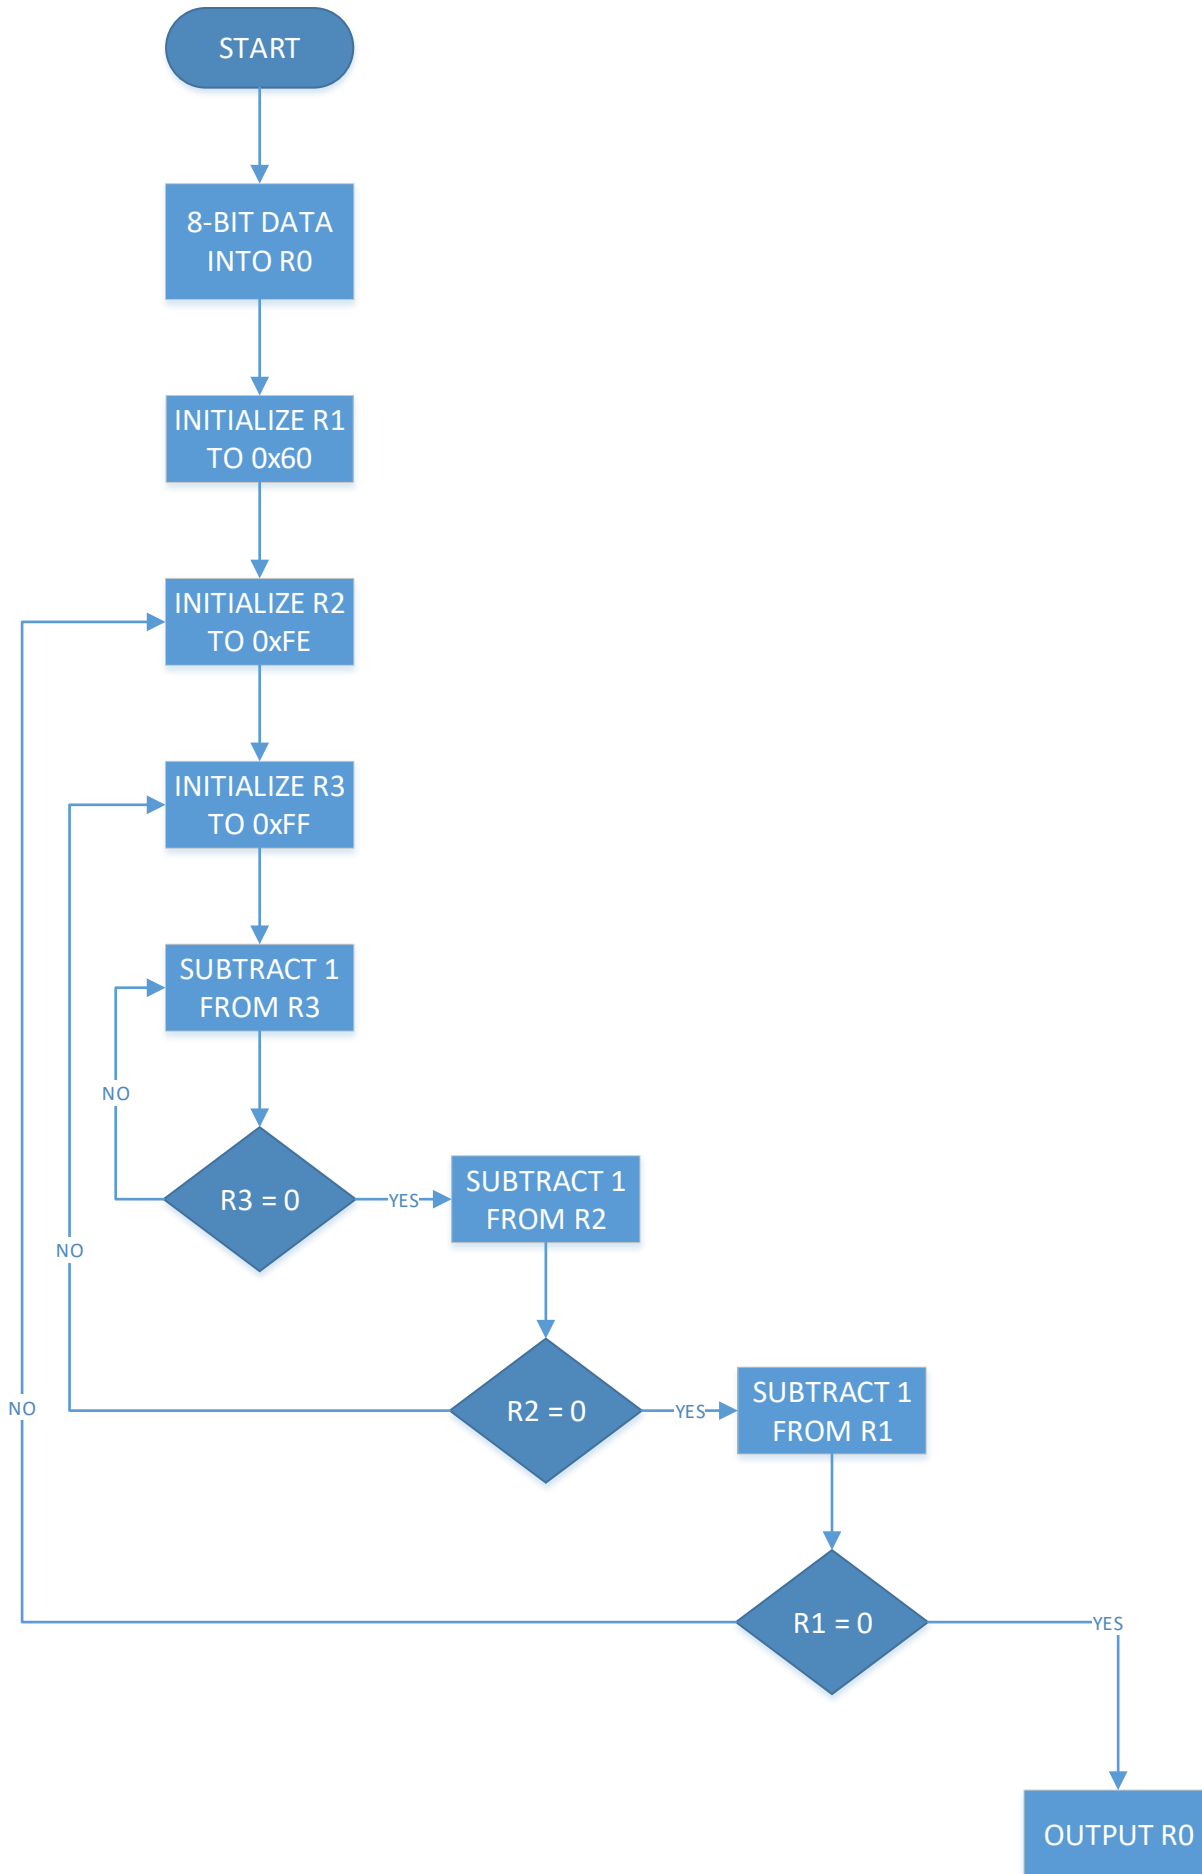 START
8-BIT DATA
INTO R0
INITIALIZE R1
TO 0x60
INITIALIZE R2
TO 0xFE
INITIALIZE R3
TO 0xFF
SUBTRACT 1
FROM R3
NO
R3 = 0
YES
SUBTRACT 1
FROM R2
NO
R2 = 0
YES
SUBTRACT 1
FROM R1
NO
R1 = 0
YES
OUTPUT R0